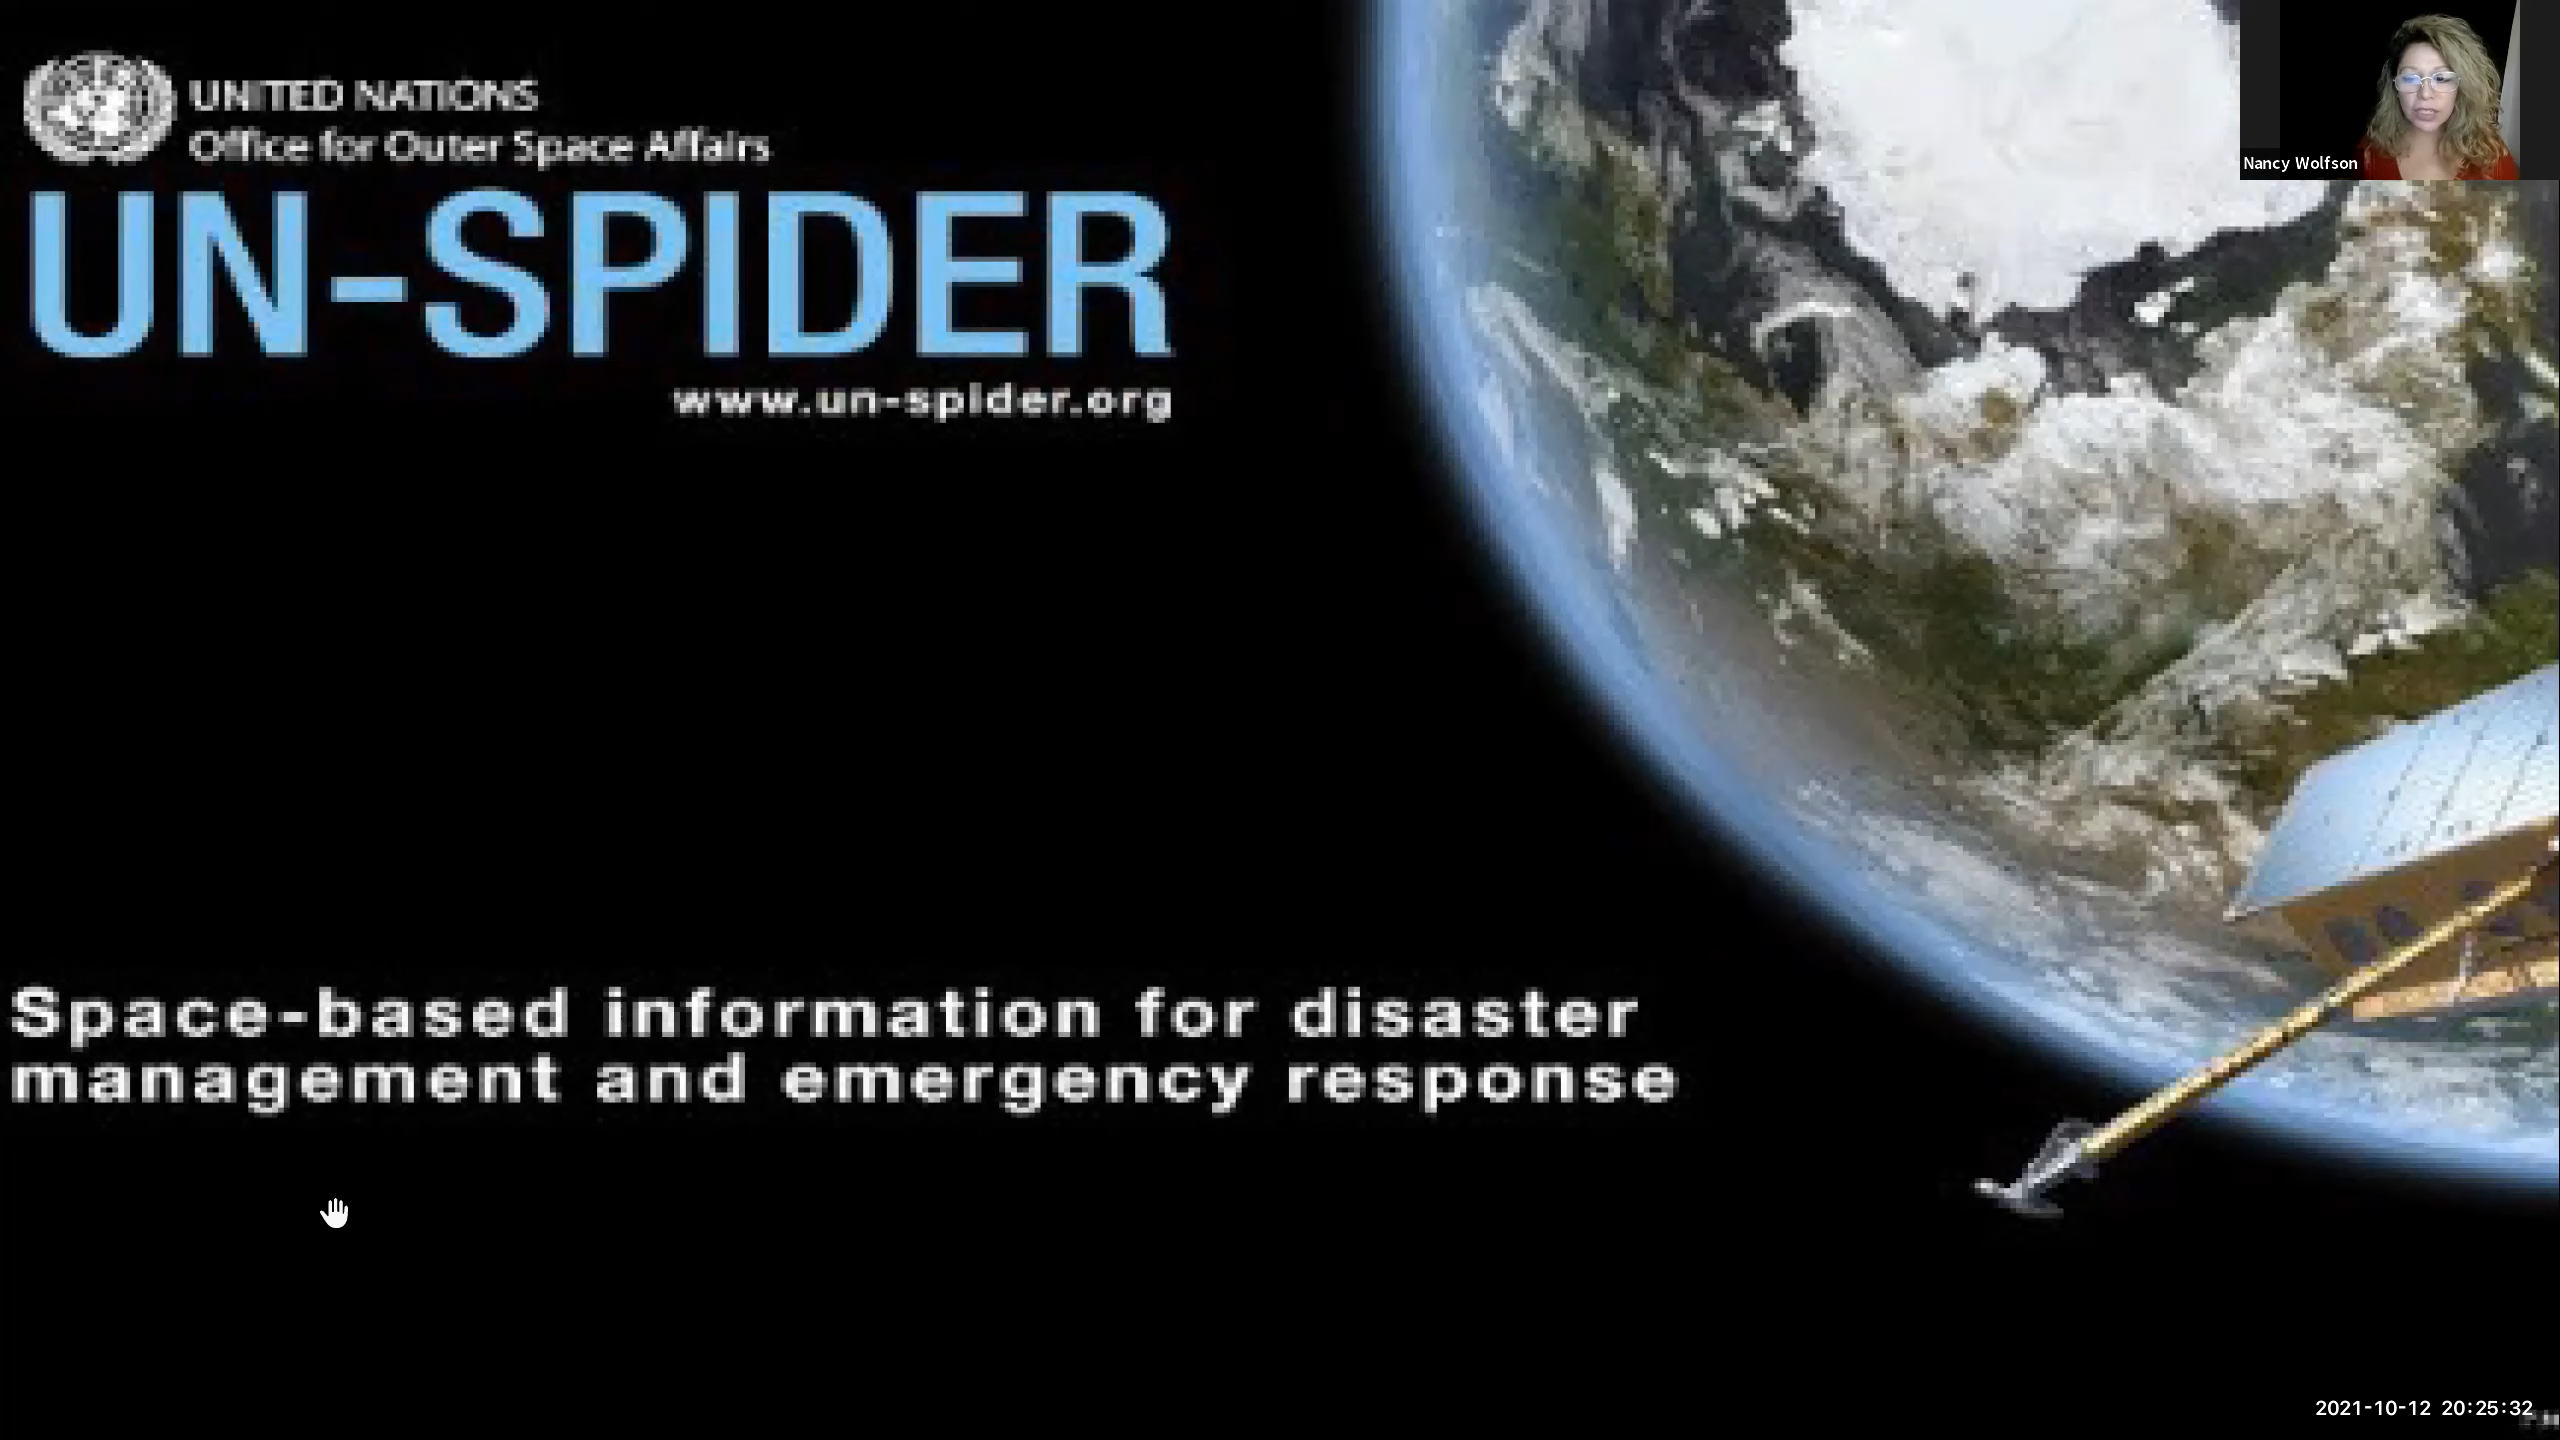 UNITED NATIONS
Office for Outer Space Affairs
UN-SPIDER
www.un-spider.org
Nancy Wolfson
Space-based information for disaster
management and emergency response
2021-10-12 20:25:32